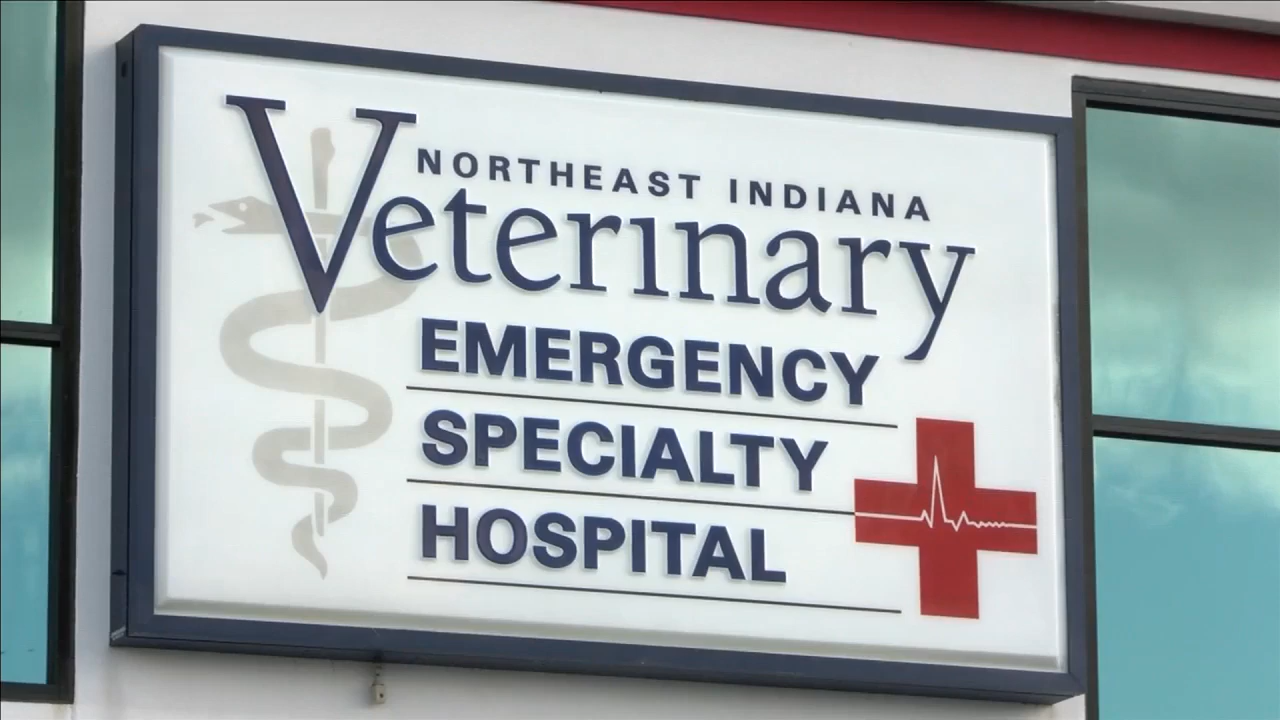 NORTHEAST INDIANA
Veterinary
EMERGENCY
SPECIALTY
HOSPITAL